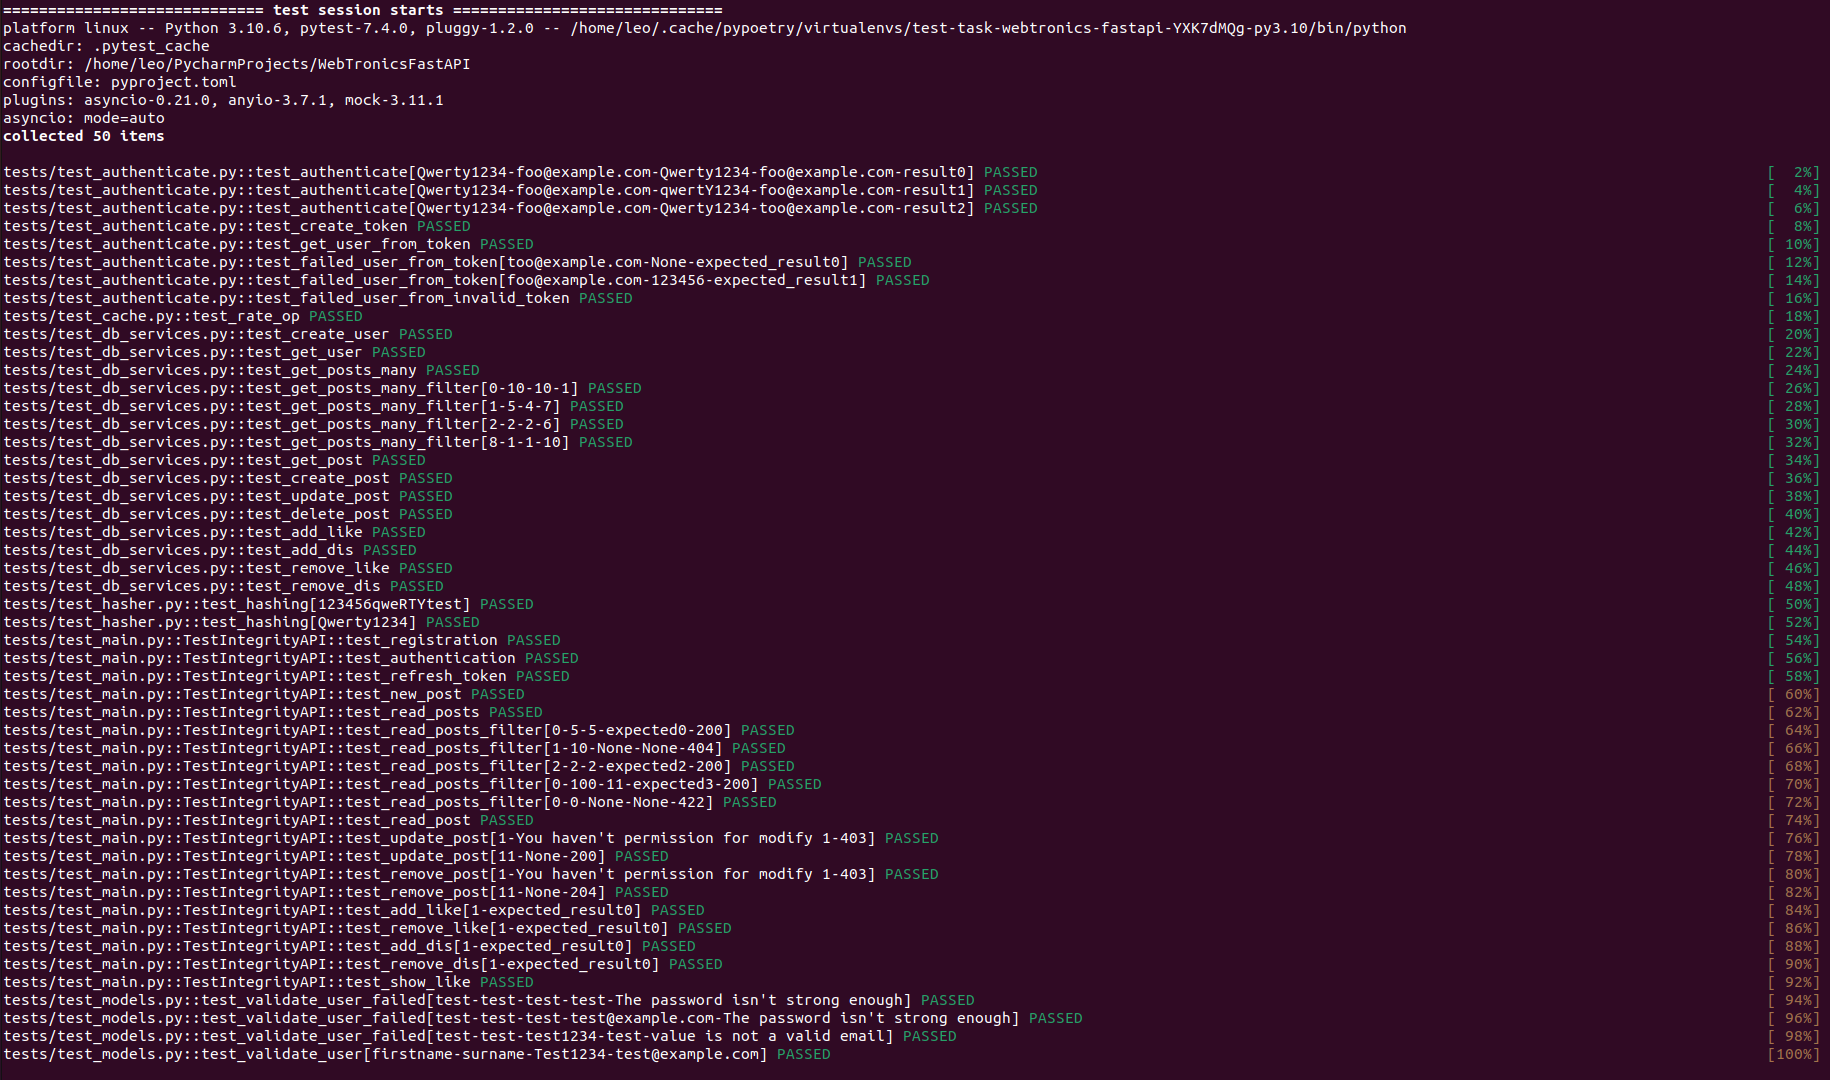 ============================= test session starts ==============================
platform linux -- Python 3.10.6, pytest-7.4.0, pluggy-1.2.0 -- /home/leo/.cache/pypoetry/virtualenvs/test-task-webtronics-fastapi-YXK7dMQg-py3.10/bin/python
cachedir: .pytest_cache
rootdir: /home/leo/PycharmProjects/WebTronicsFastAPI
configfile: pyproject.toml
plugins: asyncio-0.21.0, anyio-3.7.1, mock-3.11.1
asyncio: mode=auto
collected 50 items
tests/test_authenticate.py::test_authenticate[Qwerty1234-foo@example.com-Qwerty1234-foo@example.com-result0] PASSED [  2%]
tests/test_authenticate.py::test_authenticate[Qwerty1234-foo@example.com-qwertY1234-foo@example.com-result1] PASSED [  4%]
tests/test_authenticate.py::test_authenticate[Qwerty1234-foo@example.com-Qwerty1234-too@example.com-result2] PASSED [  6%]
tests/test_authenticate.py::test_create_token PASSED [  8%]
tests/test_authenticate.py::test_get_user_from_token PASSED [ 10%]
tests/test_authenticate.py::test_failed_user_from_token[too@example.com-None-expected_result0] PASSED [ 12%]
tests/test_authenticate.py::test_failed_user_from_token[foo@example.com-123456-expected_result1] PASSED [ 14%]
tests/test_authenticate.py::test_failed_user_from_invalid_token PASSED [ 16%]
tests/test_cache.py::test_rate_op PASSED [ 18%]
tests/test_db_services.py::test_create_user PASSED [ 20%]
tests/test_db_services.py::test_get_user PASSED [ 22%]
tests/test_db_services.py::test_get_posts_many PASSED [ 24%]
tests/test_db_services.py::test_get_posts_many_filter[0-10-10-1] PASSED [ 26%]
tests/test_db_services.py::test_get_posts_many_filter[1-5-4-7] PASSED [ 28%]
tests/test_db_services.py::test_get_posts_many_filter[2-2-2-6] PASSED [ 30%]
tests/test_db_services.py::test_get_posts_many_filter[8-1-1-10] PASSED [ 32%]
tests/test_db_services.py::test_get_post PASSED [ 34%]
tests/test_db_services.py::test_create_post PASSED [ 36%]
tests/test_db_services.py::test_update_post PASSED [ 38%]
tests/test_db_services.py::test_delete_post PASSED [ 40%]
tests/test_db_services.py::test_add_like PASSED [ 42%]
tests/test_db_services.py::test_add_dis PASSED [ 44%]
tests/test_db_services.py::test_remove_like PASSED [ 46%]
tests/test_db_services.py::test_remove_dis PASSED [ 48%]
tests/test_hasher.py::test_hashing[123456qweRTYtest] PASSED [ 50%]
tests/test_hasher.py::test_hashing[Qwerty1234] PASSED [ 52%]
tests/test_main.py::TestIntegrityAPI::test_registration PASSED [ 54%]
tests/test_main.py::TestIntegrityAPI::test_authentication PASSED [ 56%]
tests/test_main.py::TestIntegrityAPI::test_refresh_token PASSED [ 58%]
tests/test_main.py::TestIntegrityAPI::test_new_post PASSED [ 60%]
tests/test_main.py::TestIntegrityAPI::test_read_posts PASSED [ 62%]
tests/test_main.py::TestIntegrityAPI::test_read_posts_filter[0-5-5-expected0-200] PASSED [ 64%]
tests/test_main.py::TestIntegrityAPI::test_read_posts_filter[1-10-None-None-404] PASSED [ 66%]
tests/test_main.py::TestIntegrityAPI::test_read_posts_filter[2-2-2-expected2-200] PASSED [ 68%]
tests/test_main.py::TestIntegrityAPI::test_read_posts_filter[0-100-11-expected3-200] PASSED [ 70%]
tests/test_main.py::TestIntegrityAPI::test_read_posts_filter[0-0-None-None-422] PASSED [ 72%]
tests/test_main.py::TestIntegrityAPI::test_read_post PASSED [ 74%]
tests/test_main.py::TestIntegrityAPI::test_update_post[1-You haven't permission for modify 1-403] PASSED [ 76%]
tests/test_main.py::TestIntegrityAPI::test_update_post[11-None-200] PASSED [ 78%]
tests/test_main.py::TestIntegrityAPI::test_remove_post[1-You haven't permission for modify 1-403] PASSED [ 80%]
tests/test_main.py::TestIntegrityAPI::test_remove_post[11-None-204] PASSED [ 82%]
tests/test_main.py::TestIntegrityAPI::test_add_like[1-expected_result0] PASSED [ 84%]
tests/test_main.py::TestIntegrityAPI::test_remove_like[1-expected_result0] PASSED [ 86%]
tests/test_main.py::TestIntegrityAPI::test_add_dis[1-expected_result0] PASSED [ 88%]
tests/test_main.py::TestIntegrityAPI::test_remove_dis[1-expected_result0] PASSED [ 90%]
tests/test_main.py::TestIntegrityAPI::test_show_like PASSED [ 92%]
tests/test_models.py::test_validate_user_failed[test-test-test-test-The password isn't strong enough] PASSED [ 94%]
tests/test_models.py::test_validate_user_failed[test-test-test-test@example.com-The password isn't strong enough] PASSED [ 96%]
tests/test_models.py::test_validate_user_failed[test-test-test1234-test-value is not a valid email] PASSED [ 98%]
tests/test_models.py::test_validate_user[firstname-surname-Test1234-test@example.com] PASSED [100%]